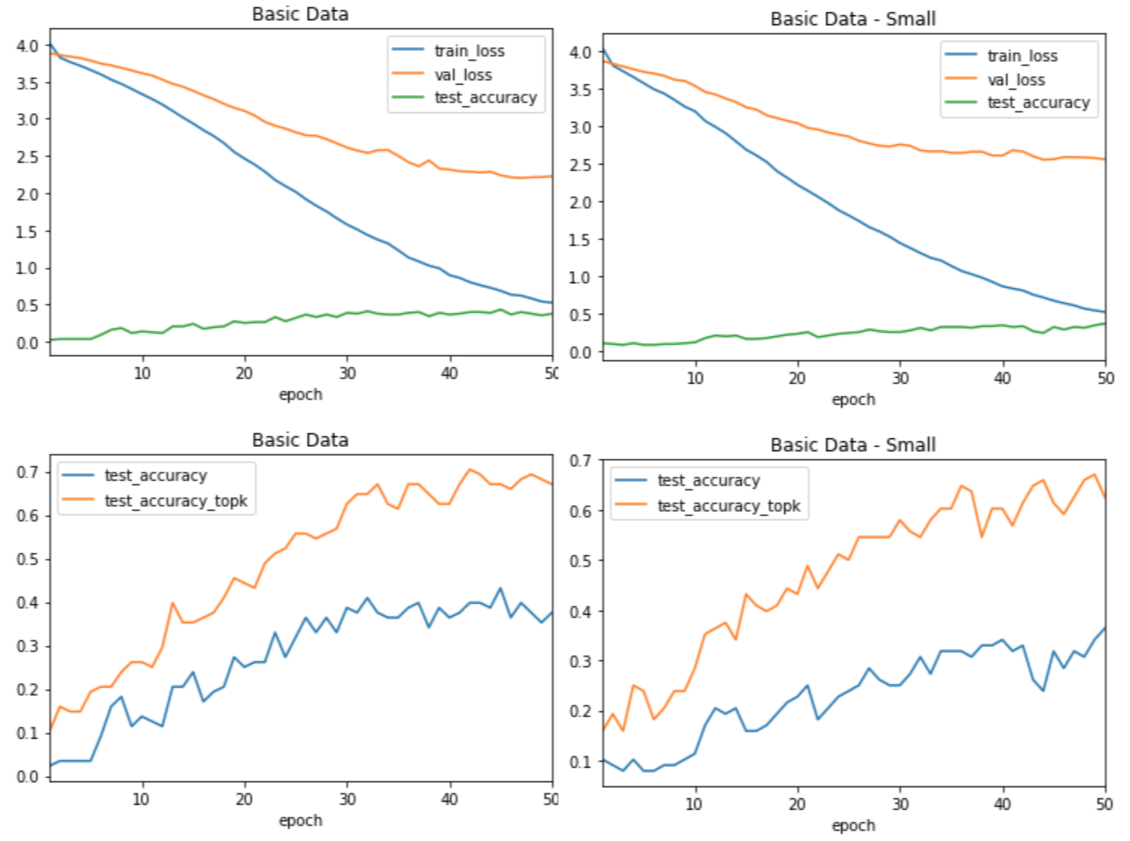 Basic Data
train_loss
val_loss
test_accuracy
4.0
3.5
3.0
2.5
2.0
1.5
1.0
0.5
0.0
10 20 30 40 50
epoch
Basic Data - Small
train_loss
val_loss
test_accuracy
4.0
3.5
3.0
2.5
2.0
1.5
1.0
0.5
0.0
10 20 30 40 50
epoch
Basic Data
test_accuracy
test_accuracy_topk
0.7
0.6
0.5
0.4
0.3
0.2
0.1
0.0
10 20 30 40 50
epoch
Basic Data - Small
test_accuracy
test_accuracy_topk
0.7
0.6
0.5
0.4
0.3
0.2
0.1
10 20 30 40 50
epoch